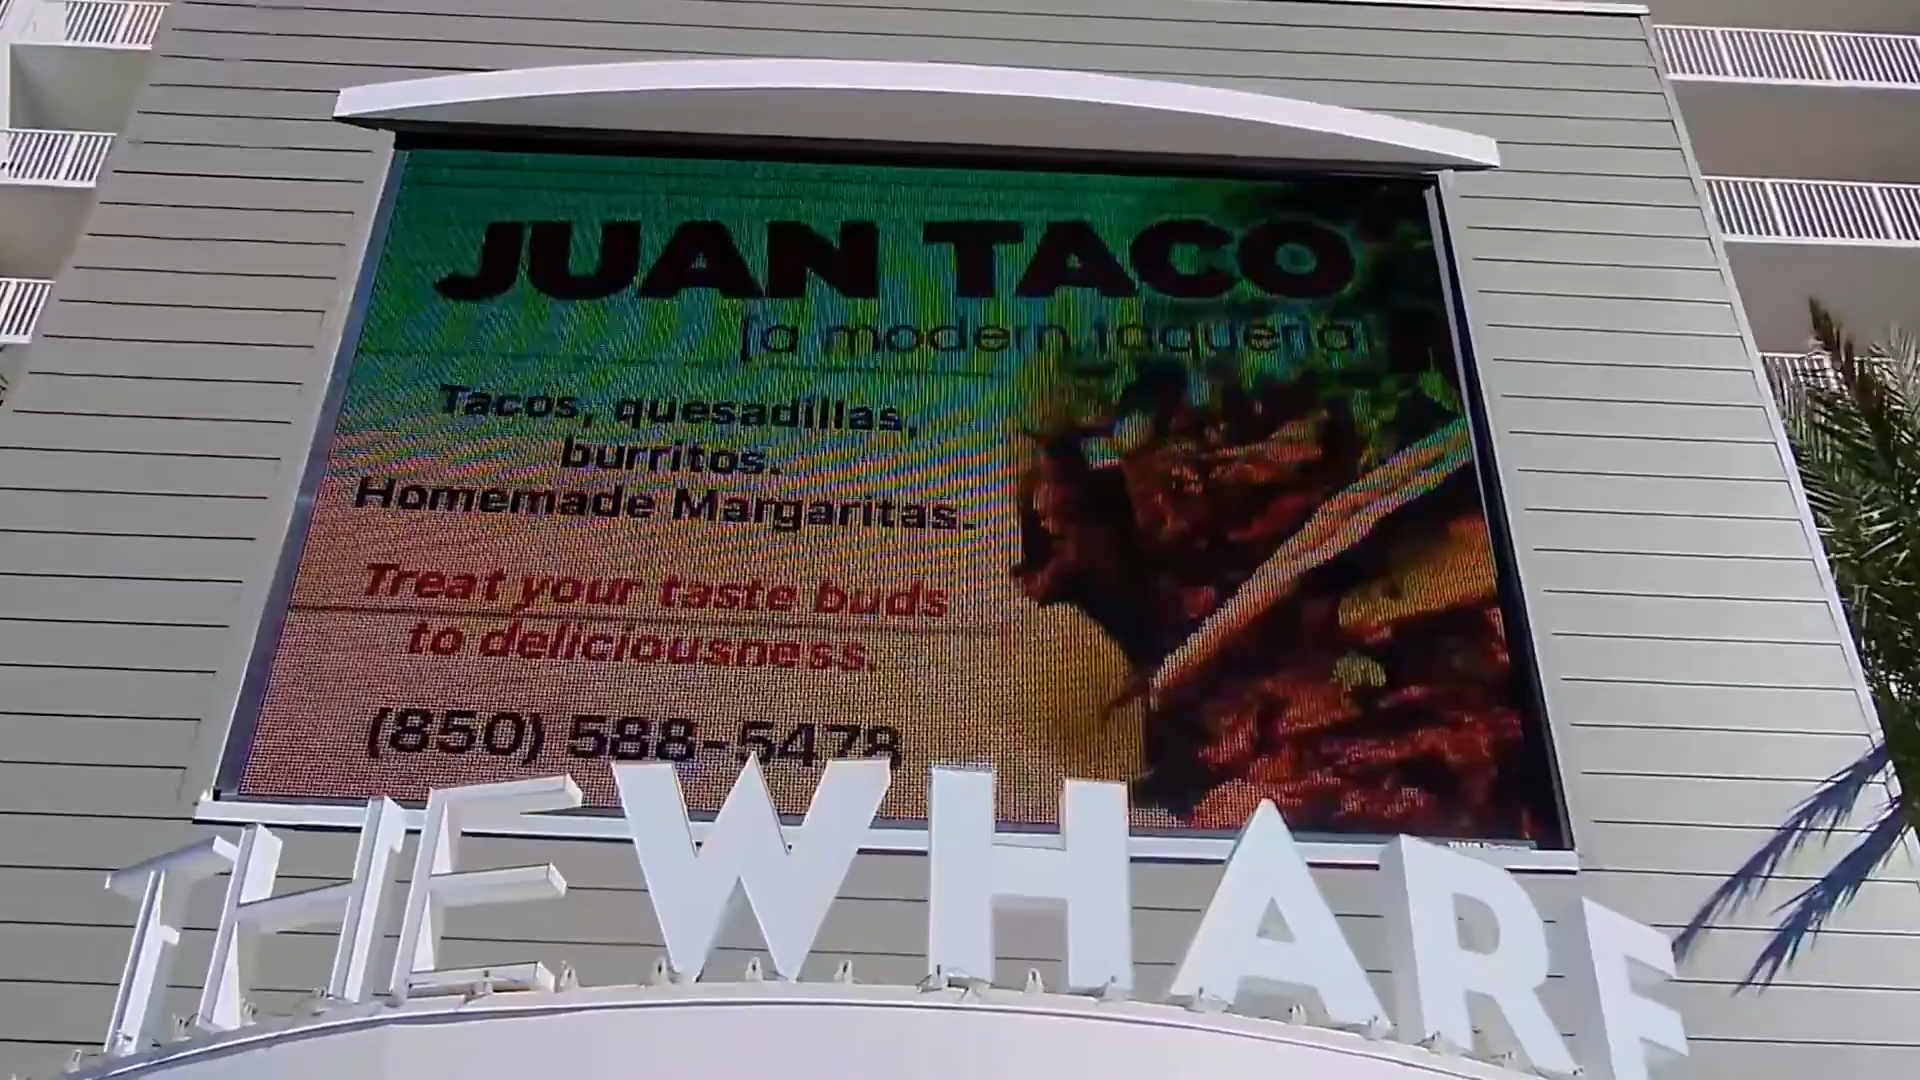 JUAN TACO
[a modern taqueria]
Tacos, quesadillas,
burritos.
Homemade Margaritas.
Treat your taste buds
to deliciousness.
(850) 588-5478
THE WHARF